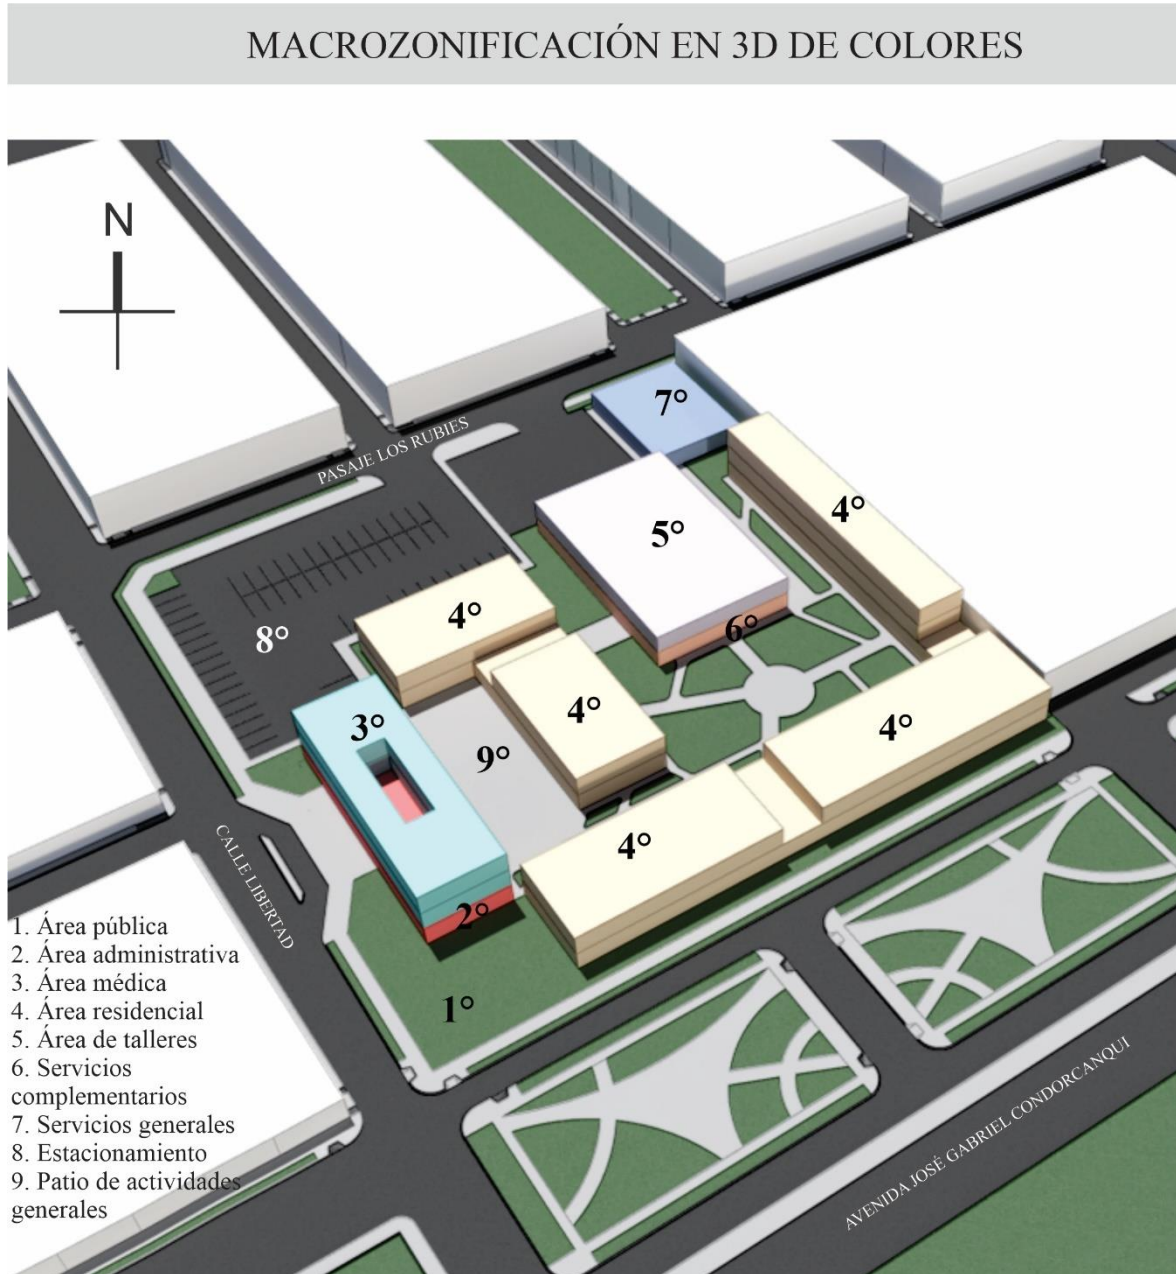 MACROZONIFICACIÓN EN 3D DE COLORES
N
PASAJE LOS RUBIES
7°
4°
5°
6°
4°
8°
3°
4°
9°
4°
4°
2°
1°
CALLE LIBERTAD
AVENIDA JOSÉ GABRIEL CONDORCANQUI
1. Área pública
2. Área administrativa
3. Área médica
4. Área residencial
5. Área de talleres
6. Servicios
complementarios
7. Servicios generales
8. Estacionamiento
9. Patio de actividades
generales